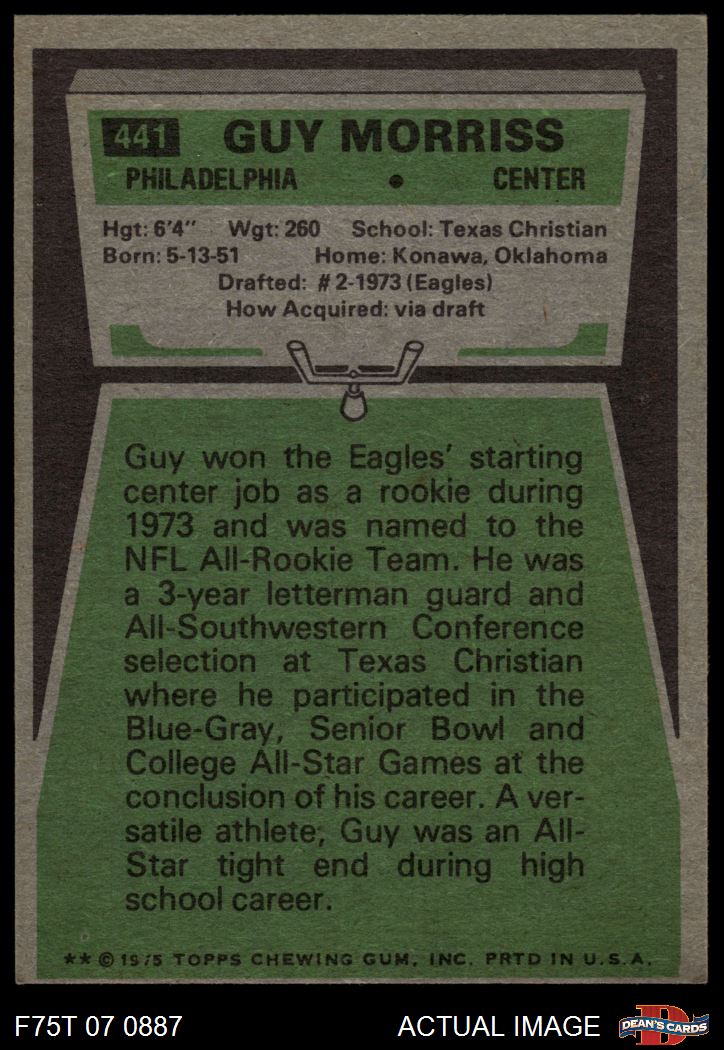 441 GUY MORRISS
PHILADELPHIA • CENTER
Hgt: 6'4" Wgt: 260 School: Texas Christian
Born: 5-13-51 Home: Konawa, Oklahoma
Drafted: #2-1973 (Eagles)
How Acquired: via draft
Guy won the Eagles' starting
center job as a rookie during
1973 and was named to the
NFL All-Rookie Team. He was
a 3-year letterman guard and
All-Southwestern Conference
selection at Texas Christian
where he participated in the
Blue-Gray, Senior Bowl and
College All-Star Games at the
conclusion of his career. A ver-
satile athlete, Guy was an All-
Star tight end during high
school career.
** © 1975 TOPPS CHEWING GUM, INC. PRTD IN U.S.A.
F75T 07 0887 ACTUAL IMAGE D DEAN'S CARDS